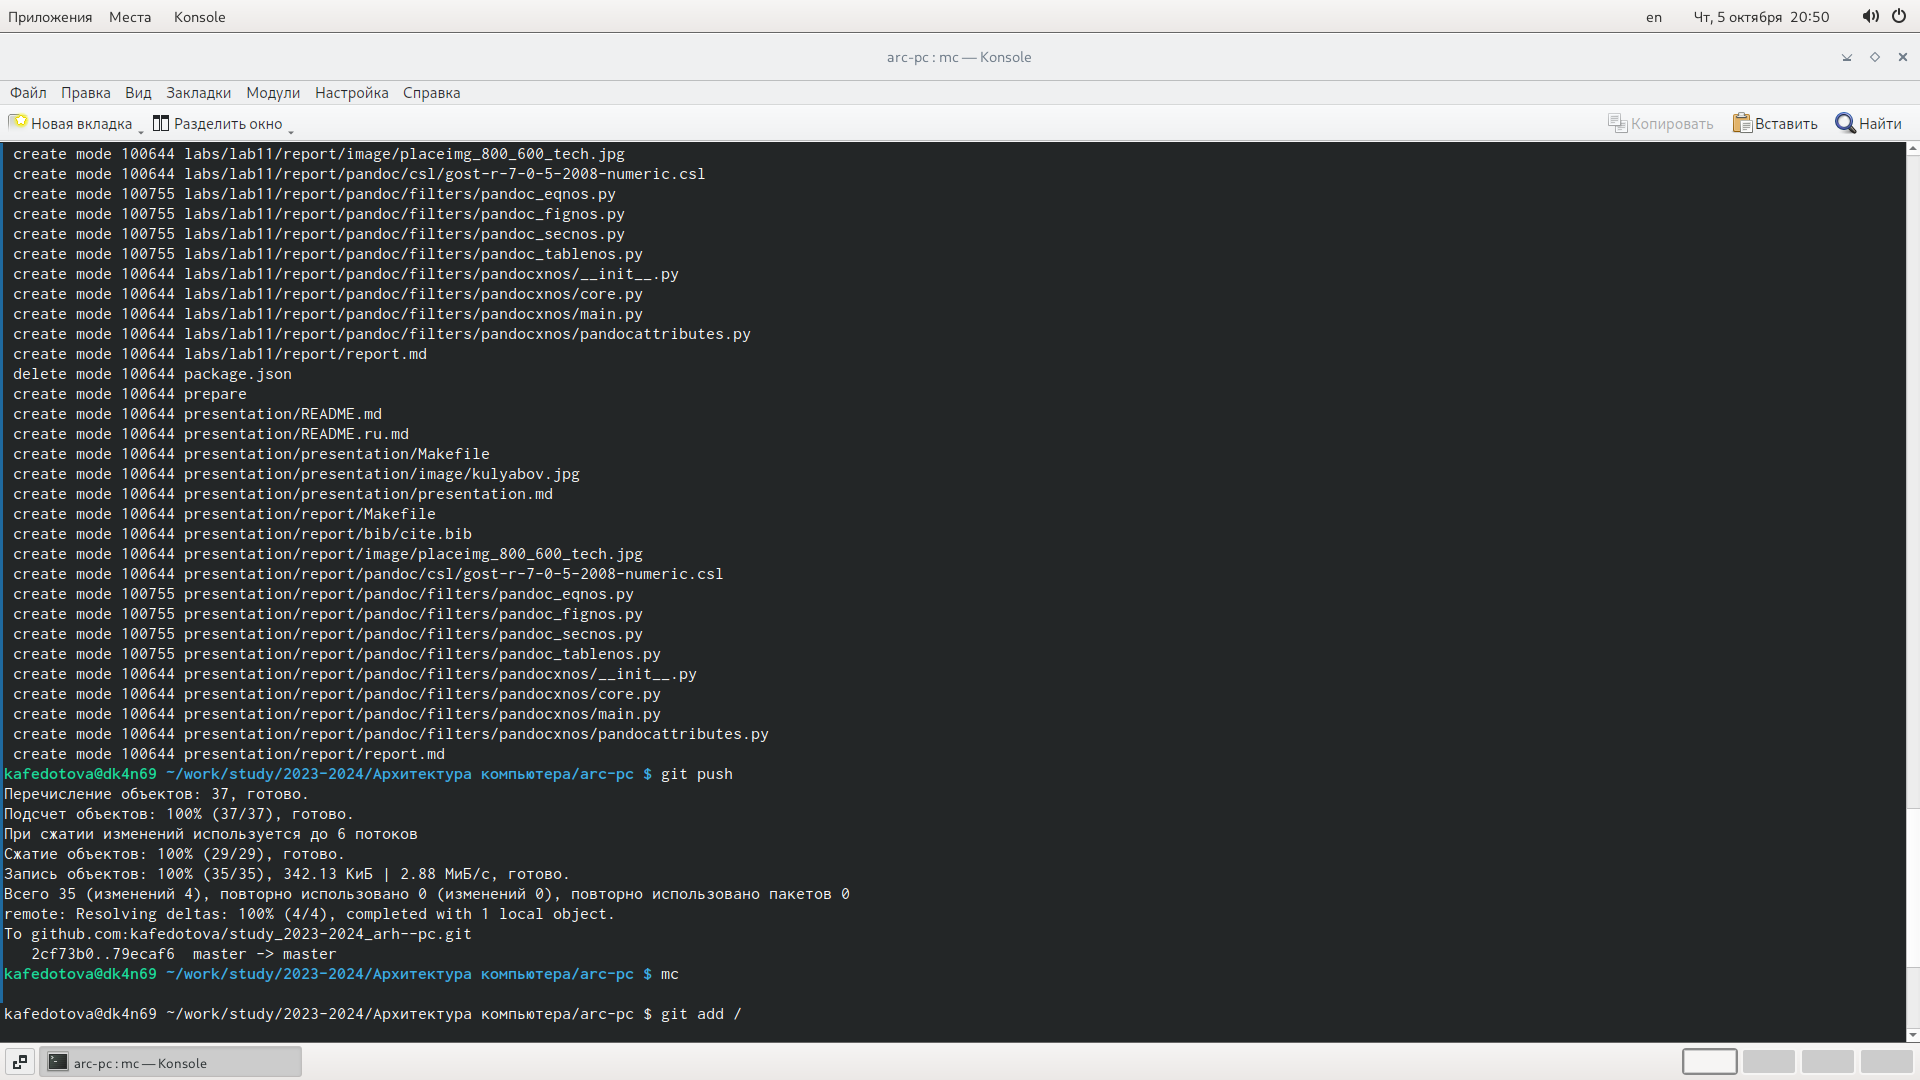 Приложения Места Konsole en Чт, 5 октября 20:50
arc-pc : mc — Konsole
Файл Правка Вид Закладки Модули Настройка Справка
Новая вкладка Разделить окно Копировать Вставить Найти
create mode 100644 labs/lab11/report/image/placeimg_800_600_tech.jpg
create mode 100644 labs/lab11/report/pandoc/csl/gost-r-7-0-5-2008-numeric.csl
create mode 100755 labs/lab11/report/pandoc/filters/pandoc_eqnos.py
create mode 100755 labs/lab11/report/pandoc/filters/pandoc_fignos.py
create mode 100755 labs/lab11/report/pandoc/filters/pandoc_secnos.py
create mode 100755 labs/lab11/report/pandoc/filters/pandoc_tablenos.py
create mode 100644 labs/lab11/report/pandoc/filters/pandocxnos/__init__.py
create mode 100644 labs/lab11/report/pandoc/filters/pandocxnos/core.py
create mode 100644 labs/lab11/report/pandoc/filters/pandocxnos/main.py
create mode 100644 labs/lab11/report/pandoc/filters/pandocxnos/pandocattributes.py
create mode 100644 labs/lab11/report/report.md
delete mode 100644 package.json
create mode 100644 prepare
create mode 100644 presentation/README.md
create mode 100644 presentation/README.ru.md
create mode 100644 presentation/presentation/Makefile
create mode 100644 presentation/presentation/image/kulyabov.jpg
create mode 100644 presentation/presentation/presentation.md
create mode 100644 presentation/report/Makefile
create mode 100644 presentation/report/bib/cite.bib
create mode 100644 presentation/report/image/placeimg_800_600_tech.jpg
create mode 100644 presentation/report/pandoc/csl/gost-r-7-0-5-2008-numeric.csl
create mode 100755 presentation/report/pandoc/filters/pandoc_eqnos.py
create mode 100755 presentation/report/pandoc/filters/pandoc_fignos.py
create mode 100755 presentation/report/pandoc/filters/pandoc_secnos.py
create mode 100755 presentation/report/pandoc/filters/pandoc_tablenos.py
create mode 100644 presentation/report/pandoc/filters/pandocxnos/__init__.py
create mode 100644 presentation/report/pandoc/filters/pandocxnos/core.py
create mode 100644 presentation/report/pandoc/filters/pandocxnos/main.py
create mode 100644 presentation/report/pandoc/filters/pandocxnos/pandocattributes.py
create mode 100644 presentation/report/report.md
kafedotova@dk4n69 ~/work/study/2023-2024/Архитектура компьютера/arc-pc $ git push
Перечисление объектов: 37, готово.
Подсчет объектов: 100% (37/37), готово.
При сжатии изменений используется до 6 потоков
Сжатие объектов: 100% (29/29), готово.
Запись объектов: 100% (35/35), 342.13 КиБ | 2.88 МиБ/с, готово.
Всего 35 (изменений 4), повторно использовано 0 (изменений 0), повторно использовано пакетов 0
remote: Resolving deltas: 100% (4/4), completed with 1 local object.
To github.com:kafedotova/study_2023-2024_arh--pc.git
2cf73b0..79ecaf6 master -> master
kafedotova@dk4n69 ~/work/study/2023-2024/Архитектура компьютера/arc-pc $ mc
kafedotova@dk4n69 ~/work/study/2023-2024/Архитектура компьютера/arc-pc $ git add /
arc-pc : mc — Konsole